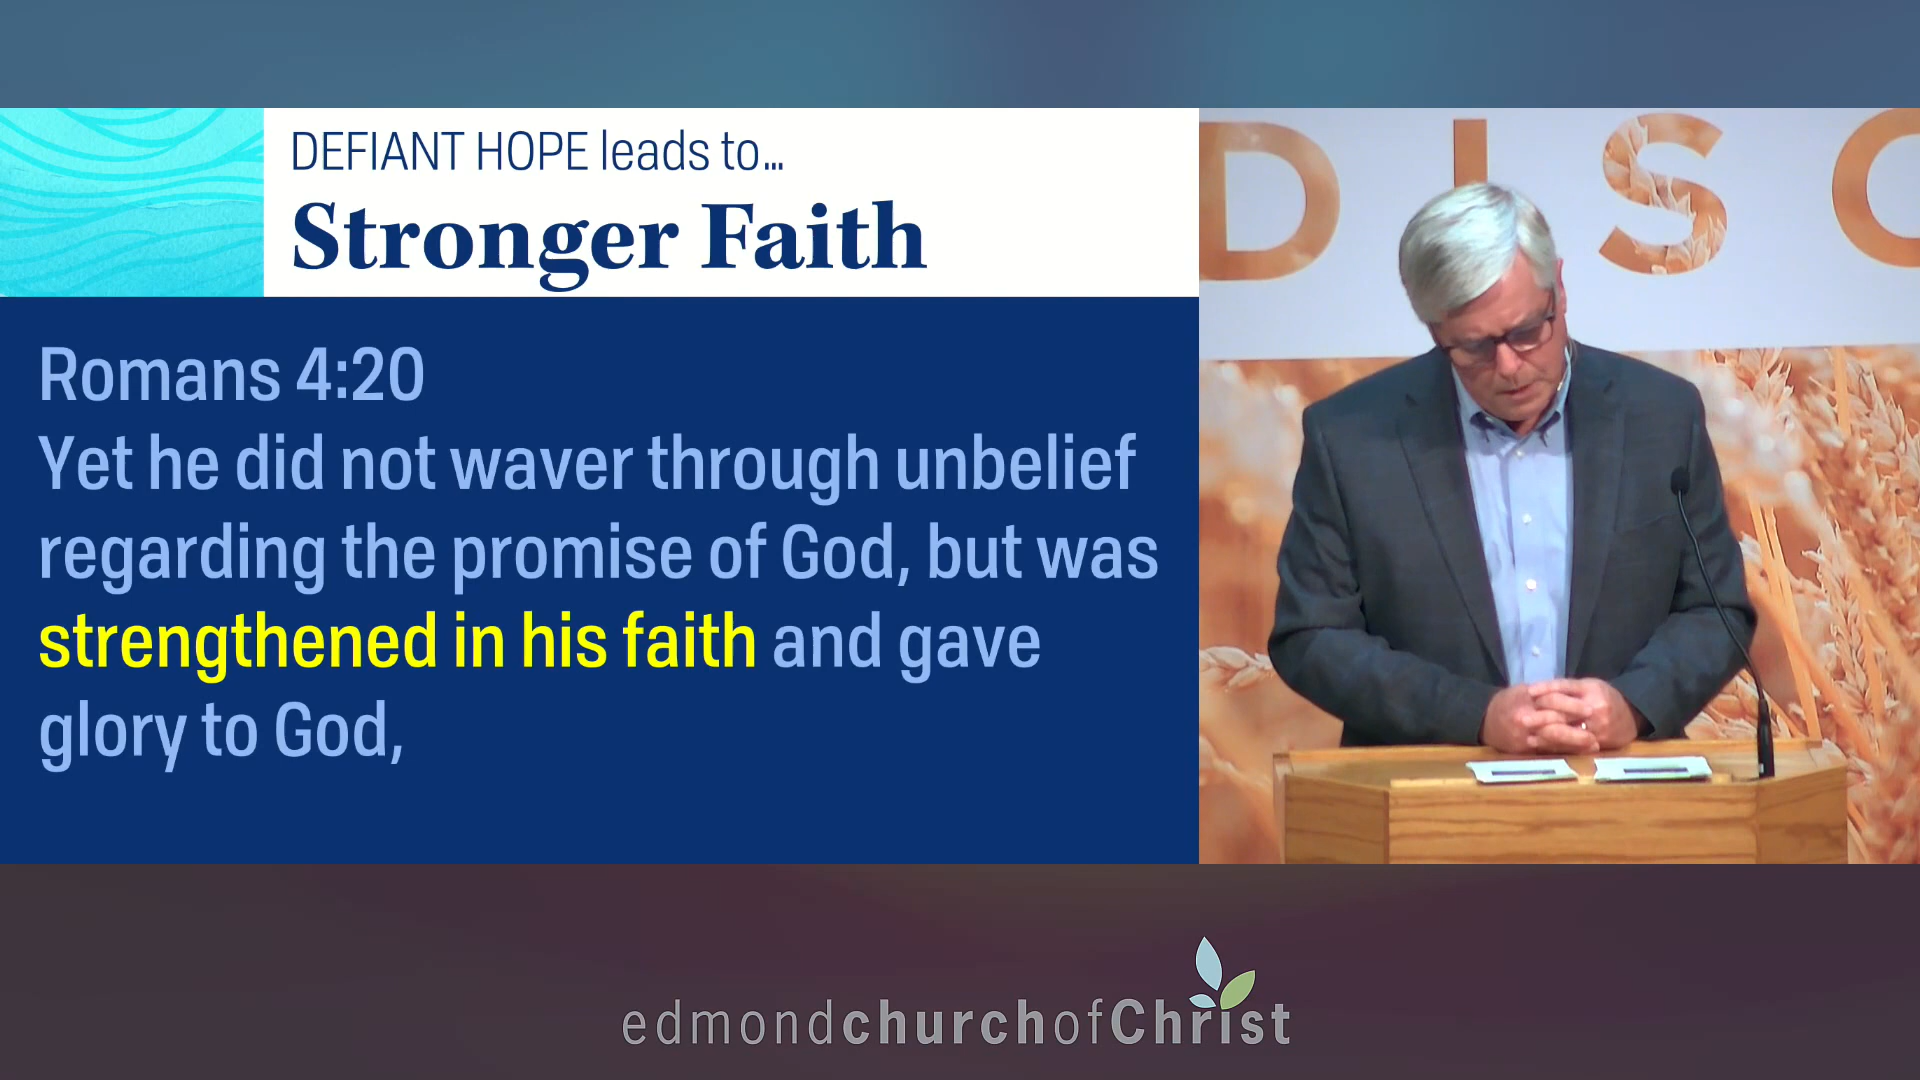 DEFIANT HOPE leads to...
Stronger Faith
Romans 4:20
Yet he did not waver through unbelief
regarding the promise of God, but was
strengthened in his faith and gave
glory to God,
DISC
edmondchurchofChrist